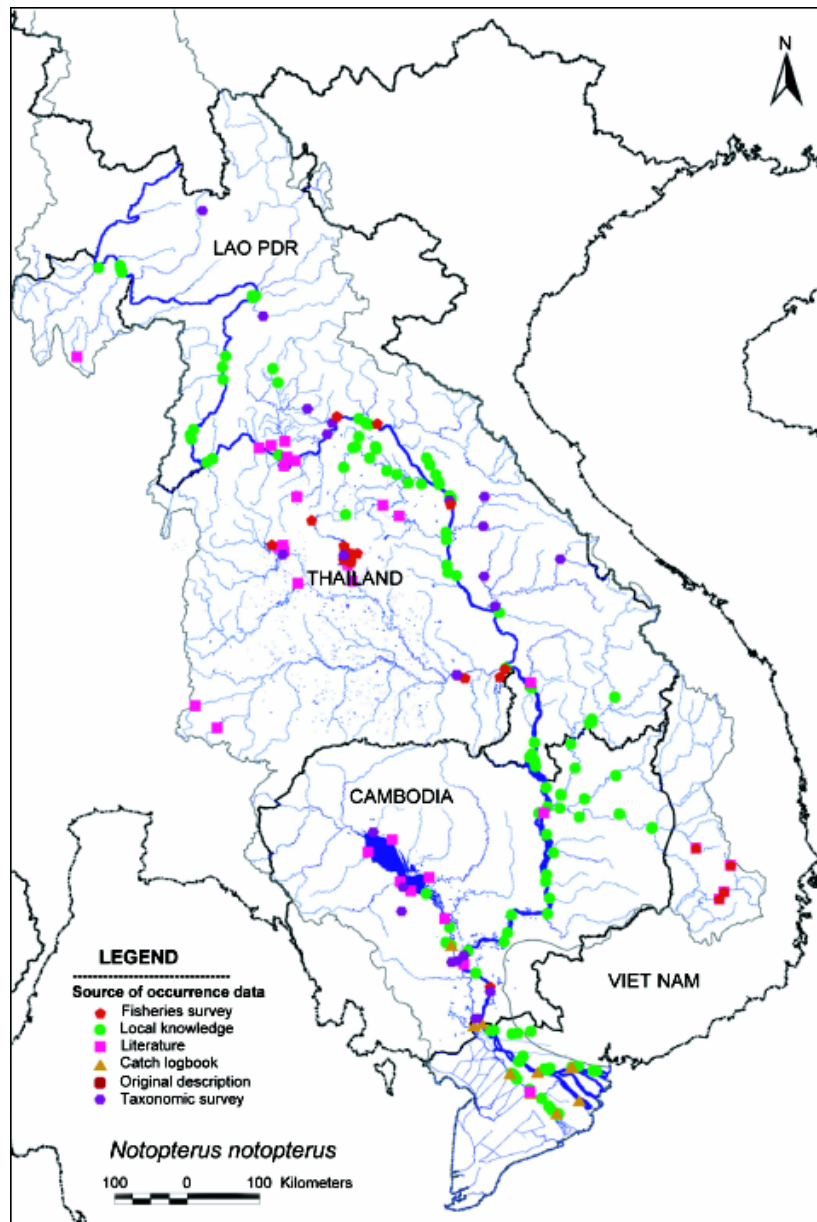 N
LAO PDR
THAILAND
CAMBODIA
VIET NAM
LEGEND
Source of occurrence data
Fisheries survey
Local knowledge
Literature
Catch logbook
Original description
Taxonomic survey
Notopterus notopterus
100 0 100 Kilometers